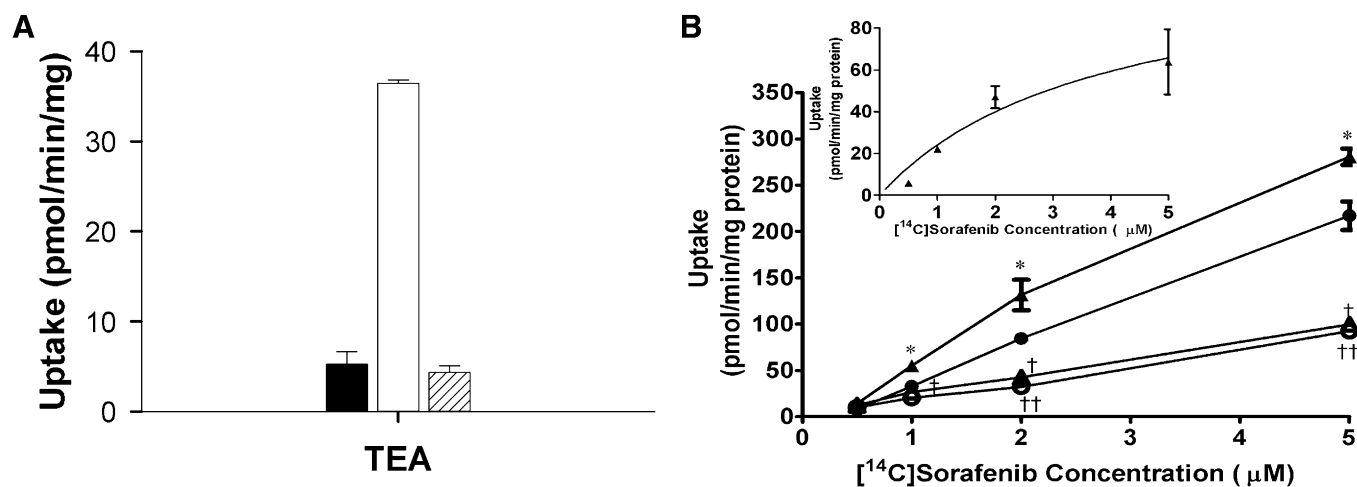 A
Uptake (pmol/min/mg)
40
30
20
10
0
TEA
B
Uptake
(pmol/min/mg protein)
350
300
250
200
150
100
50
0
0 1 2 3 4 5
[¹⁴C]Sorafenib Concentration ( μM)
Uptake
(pmol/min/mg protein)
80
60
40
20
0
0 1 2 3 4 5
[¹⁴C]Sorafenib Concentration ( μM)
*
*
*
†
†
†
††
††